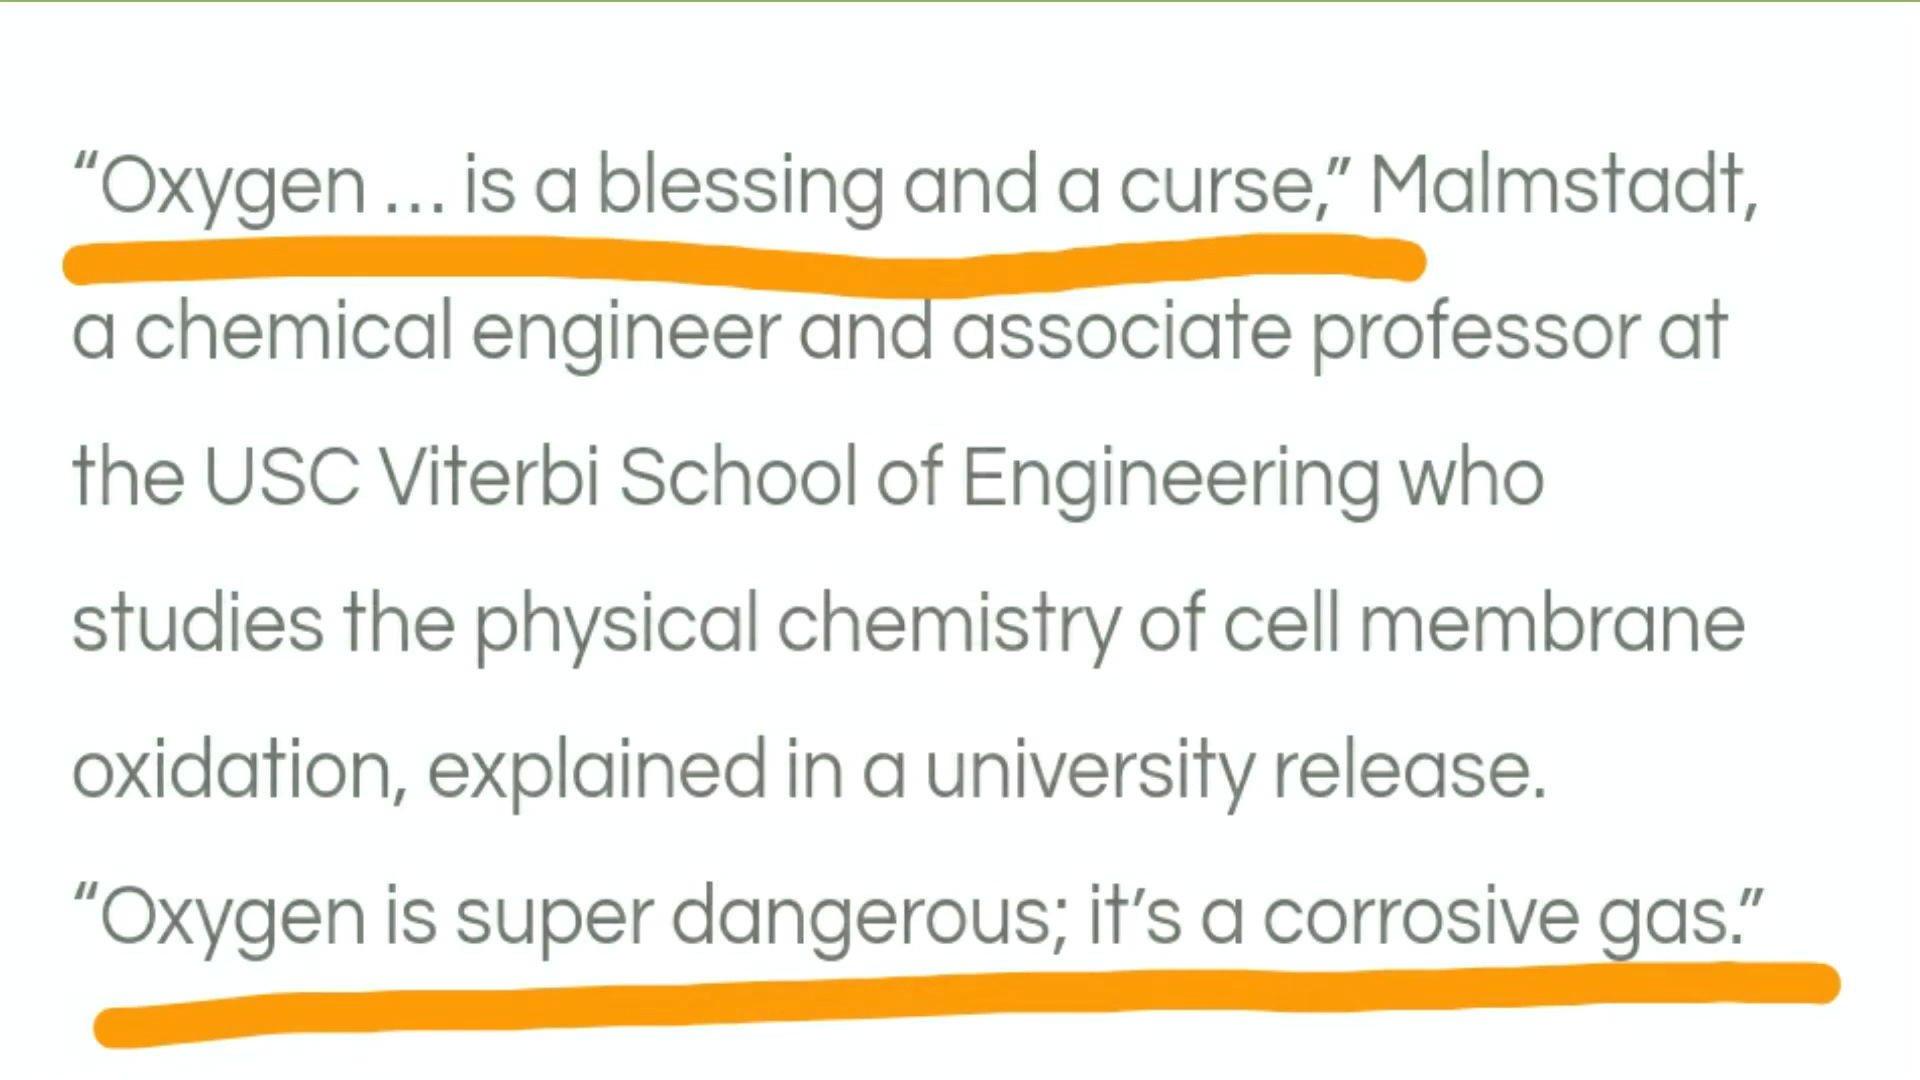 “Oxygen … is a blessing and a curse,” Malmstadt,
a chemical engineer and associate professor at
the USC Viterbi School of Engineering who
studies the physical chemistry of cell membrane
oxidation, explained in a university release.
“Oxygen is super dangerous; it’s a corrosive gas.”